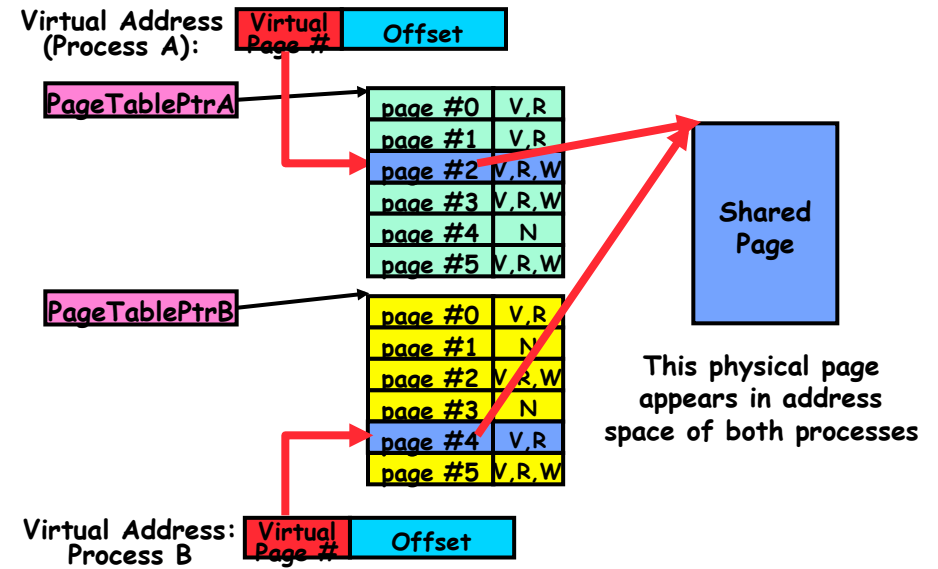 Virtual Address
(Process A):
Virtual
Page #
Offset
PageTablePtrA
page #0 V,R
page #1 V,R
page #2 V,R,W
page #3 V,R,W
page #4 N
page #5 V,R,W
Shared
Page
PageTablePtrB
page #0 V,R
page #1 N
page #2 V,R,W
page #3 N
page #4 V,R
page #5 V,R,W
This physical page
appears in address
space of both processes
Virtual Address:
Process B
Virtual
Page #
Offset